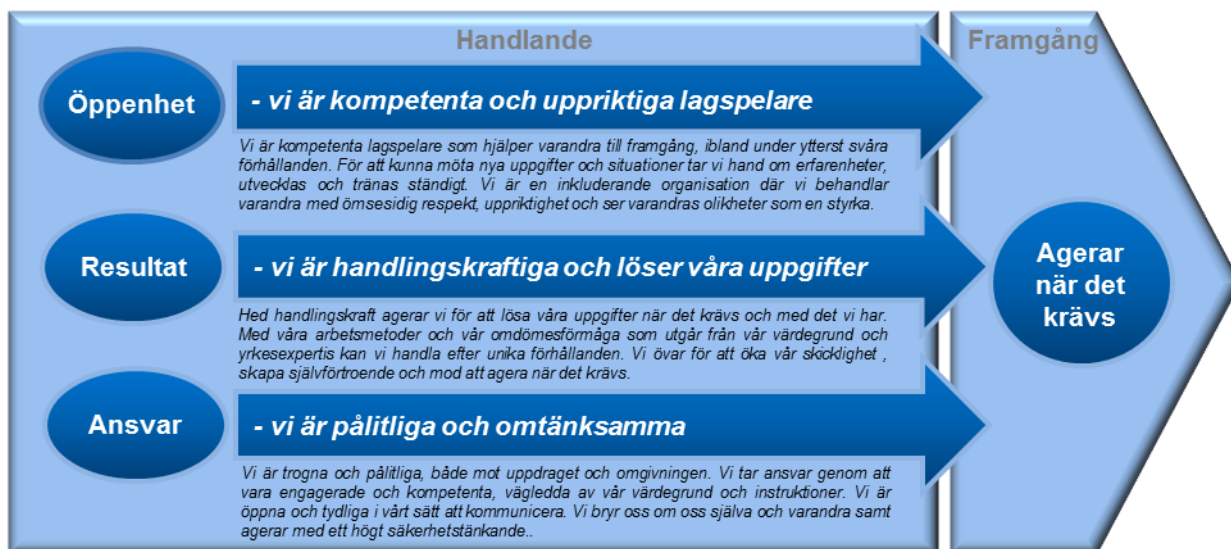 Handlande
Framgång
Öppenhet
- vi är kompetenta och uppriktiga lagspelare
Vi är kompetenta lagspelare som hjälper varandra till framgång, ibland under ytterst svåra
förhållanden. För att kunna möta nya uppgifter och situationer tar vi hand om erfarenheter,
utvecklas och tränas ständigt. Vi är en inkluderande organisation där vi behandlar
varandra med ömsesidig respekt, uppriktighet och ser varandras olikheter som en styrka.
Resultat
- vi är handlingskraftiga och löser våra uppgifter
Hed handlingskraft agerar vi för att lösa våra uppgifter när det krävs och med det vi har.
Med våra arbetsmetoder och vår omdömesförmåga som utgår från vår värdegrund och
yrkesexpertis kan vi handla efter unika förhållanden. Vi övar för att öka vår skicklighet ,
skapa självförtroende och mod att agera när det krävs.
Ansvar
- vi är pålitliga och omtänksamma
Vi är trogna och pålitliga, både mot uppdraget och omgivningen. Vi tar ansvar genom att
vara engagerade och kompetenta, vägledda av vår värdegrund och instruktioner. Vi är
öppna och tydliga i vårt sätt att kommunicera. Vi bryr oss om oss själva och varandra samt
agerar med ett högt säkerhetstänkande..
Agerar
när det
krävs